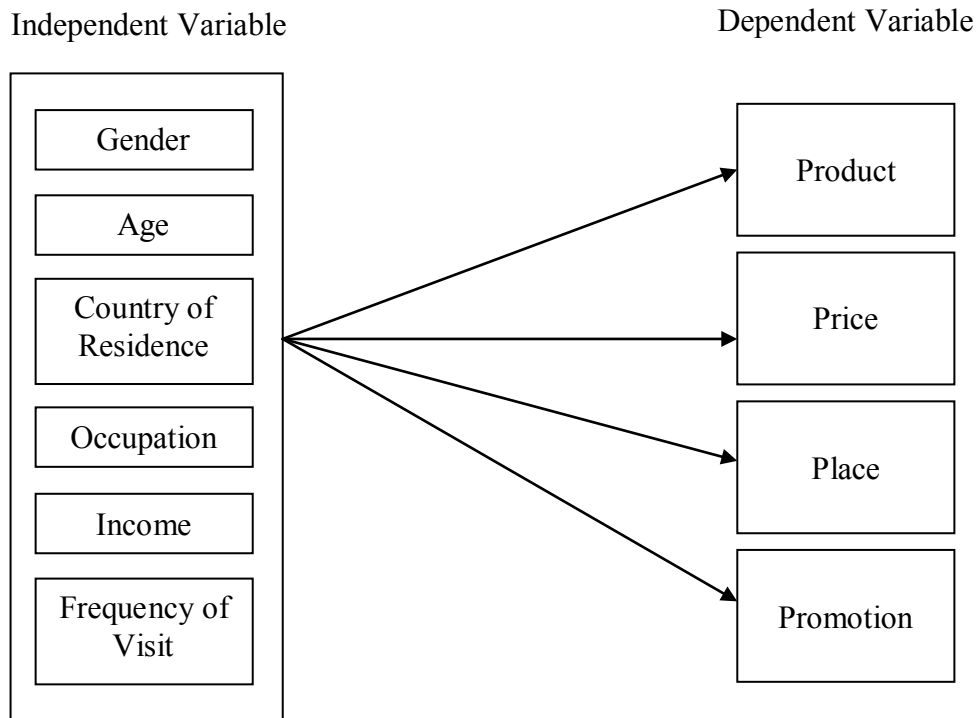 Independent Variable
Dependent Variable
Gender
Age
Country of
Residence
Occupation
Income
Frequency of
Visit
Product
Price
Place
Promotion